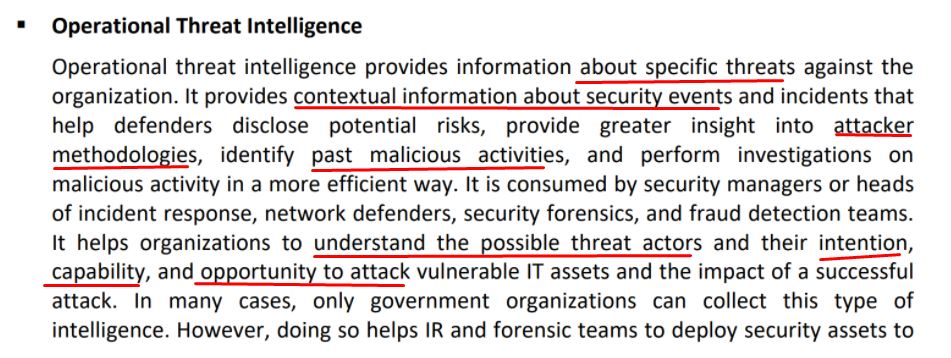 ▪ Operational Threat Intelligence
Operational threat intelligence provides information about specific threats against the
organization. It provides contextual information about security events and incidents that
help defenders disclose potential risks, provide greater insight into attacker
methodologies, identify past malicious activities, and perform investigations on
malicious activity in a more efficient way. It is consumed by security managers or heads
of incident response, network defenders, security forensics, and fraud detection teams.
It helps organizations to understand the possible threat actors and their intention,
capability, and opportunity to attack vulnerable IT assets and the impact of a successful
attack. In many cases, only government organizations can collect this type of
intelligence. However, doing so helps IR and forensic teams to deploy security assets to